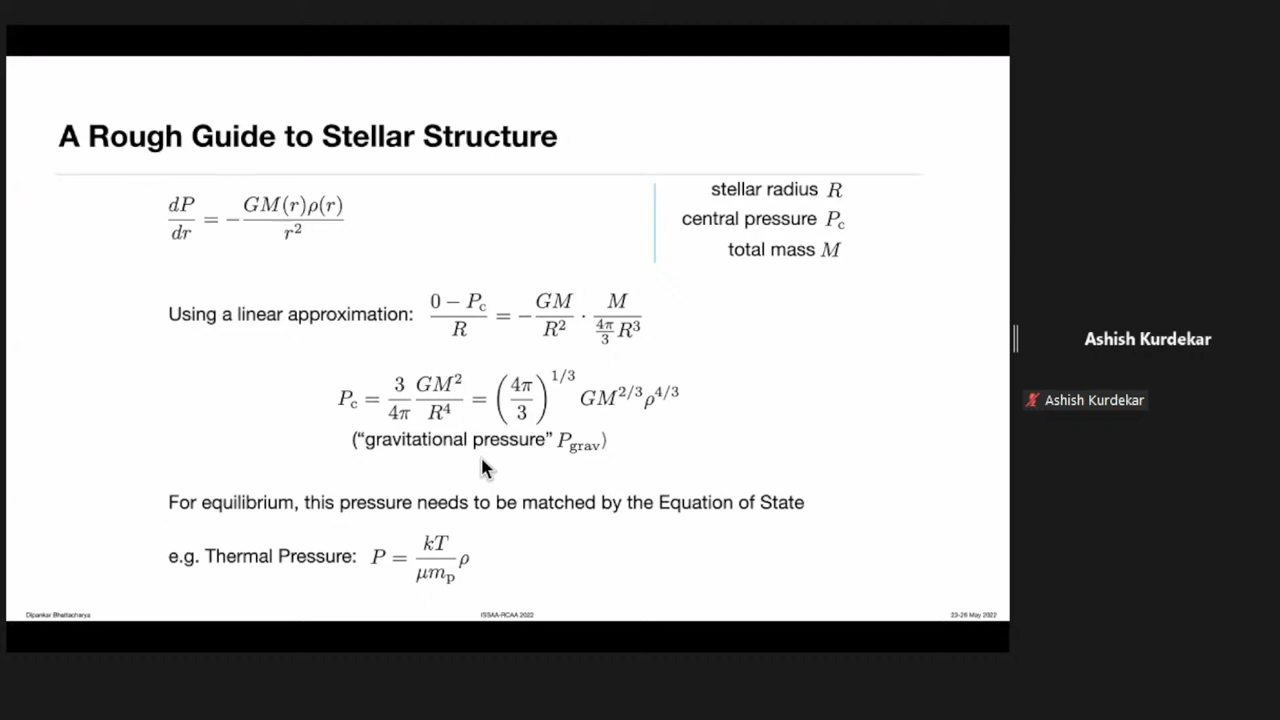 A Rough Guide to Stellar Structure
dP/dr = −GM(r)ρ(r)/r²
stellar radius R
central pressure P_c
total mass M
Using a linear approximation: (0 − P_c)/R = −GM/R² · M/(4π/3 R³)
P_c = 3/4π GM²/R⁴ = (4π/3)^{1/3} GM^{2/3}ρ^{4/3}
(“gravitational pressure” P_grav)
For equilibrium, this pressure needs to be matched by the Equation of State
e.g. Thermal Pressure: P = kT/μm_p ρ
Dipankar Bhattacharya
ISSAA-RCAA 2022
23-28 May 2022
Ashish Kurdekar
Ashish Kurdekar